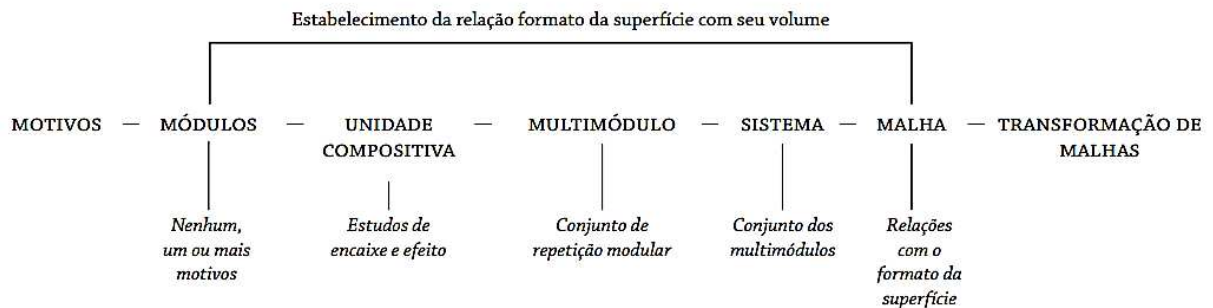 Estabelecimento da relação formato da superfície com seu volume
MOTIVOS — MÓDULOS — UNIDADE COMPOSITIVA — MULTIMÓDULO — SISTEMA — MALHA — TRANSFORMAÇÃO DE MALHAS
Nenhum,
um ou mais
motivos
Estudos de
encaixe e efeito
Conjunto de
repetição modular
Conjunto dos
multimódulos
Relações
com o
formato da
superfície